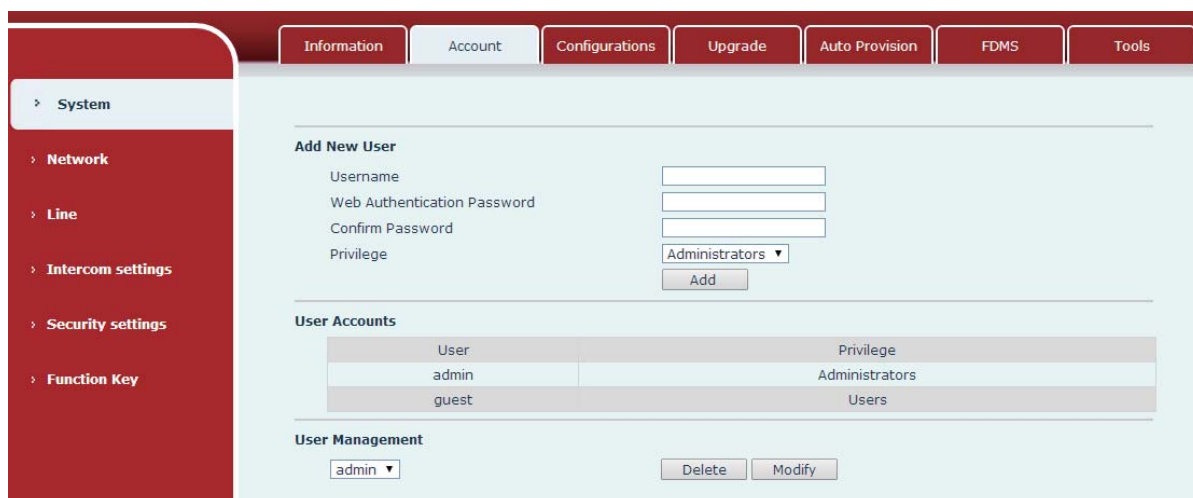 Information Account Configurations Upgrade Auto Provision FDMS Tools
System
Network
Line
Intercom settings
Security settings
Function Key
Add New User
Username
Web Authentication Password
Confirm Password
Privilege Administrators
Add
User Accounts
User Privilege
admin Administrators
guest Users
User Management
admin Delete Modify